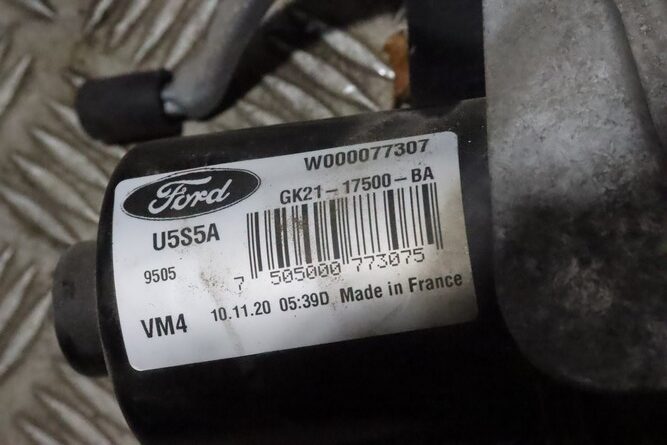 W000077307
Ford
GK21-17500-BA
U5S5A
9505
7 505000 773075
VM4
10.11.20 05:39D Made in France